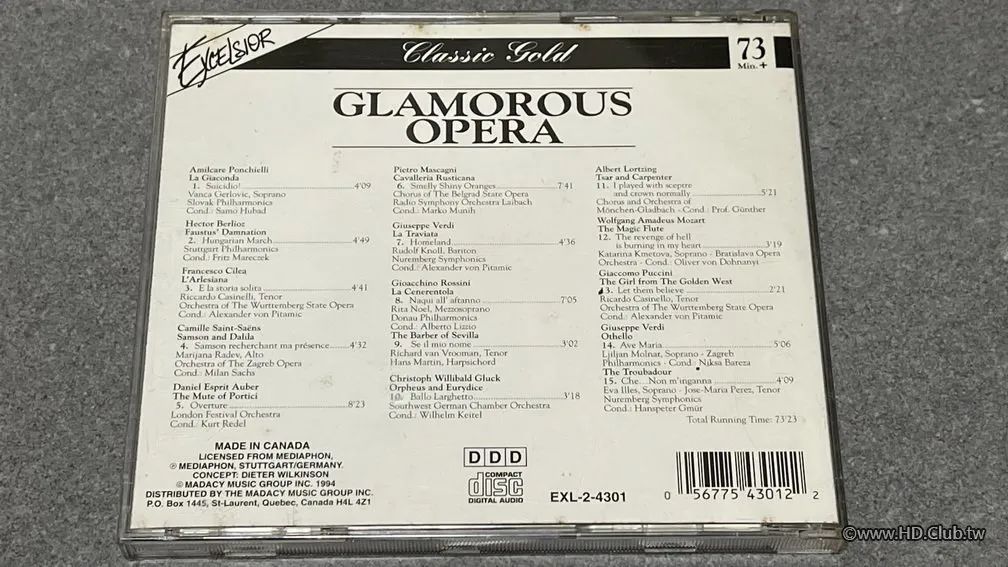 EXCELSIOR
Classic Gold
73
Min. +
GLAMOROUS
OPERA
Amilcare Ponchielli
La Giaconda
1. Suicidio! 4'09
Vanca Gerlovic, Soprano
Slovak Philharmonics
Cond.: Samo Hubad
Hector Berlioz
Faustus' Damnation
2. Hungarian March 4'49
Stuttgart Philharmonics
Cond.: Fritz Mareczek
Francesco Cilea
L'Arlesiana
3. E la storia solita 4'41
Riccardo Casinelli, Tenor
Orchestra of The Wurttemberg State Opera
Cond.: Alexander von Pitamic
Camille Saint-Saëns
Samson and Dalila
4. Samson recherchant ma présence 4'32
Marijana Radev, Alto
Orchestra of The Zagreb Opera
Cond.: Milan Sachs
Daniel Esprit Auber
The Mute of Portici
5. Overture 8'23
London Festival Orchestra
Cond.: Kurt Redel
Pietro Mascagni
Cavalleria Rusticana
6. Smelly Shiny Oranges 7'41
Chorus of The Belgrad State Opera
Radio Symphony Orchestra Laibach
Cond.: Marko Munih
Giuseppe Verdi
La Traviata
7. Homeland 4'36
Rudolf Knoll, Bariton
Nuremberg Symphonics
Cond.: Alexander von Pitamic
Gioacchino Rossini
La Cenerentola
8. Naqui all' aftanno 7'05
Rita Noel, Mezzosoprano
Donau Philharmonics
Cond.: Alberto Lizzio
The Barber of Sevilla
9. Se il mio nome 3'02
Richard van Vrooman, Tenor
Hans Martin, Harpsichord
Christoph Willibald Gluck
Orpheus and Eurydice
10. Ballo Larghetto 3'18
Southwest German Chamber Orchestra
Cond.: Wilhelm Keitel
Albert Lortzing
Tsar and Carpenter
11. I played with sceptre
and crown normally 5'21
Chorus and Orchestra of
Mönchen-Gladbach - Cond.: Prof. Günther
Wolfgang Amadeus Mozart
The Magic Flute
12. The revenge of hell
is burning in my heart 3'19
Katarina Kmetova, Soprano - Bratislava Opera
Orchestra - Cond.: Oliver von Dohnanyi
Giaccomo Puccini
The Girl from The Golden West
13. Let them believe 2'21
Ricardo Casinello, Tenor
Orchestra of The Wurttemberg State Opera
Cond.: Alexander von Pitamic
Giuseppe Verdi
Othello
14. Ave Maria 5'06
Ljiljan Molnar, Soprano - Zagreb
Philharmonics - Cond.: Niksa Bareza
The Troubadour
15. Che... Non m'inganna 4'09
Eva Illes, Soprano - Jose-Maria Perez, Tenor
Nuremberg Symphonics
Cond.: Hanspeter Gmür
Total Running Time: 73'23
MADE IN CANADA
LICENSED FROM MEDIAPHON,
℗ MEDIAPHON, STUTTGART/GERMANY.
CONCEPT: DIETER WILKINSON
© MADACY MUSIC GROUP INC. 1994
DISTRIBUTED BY THE MADACY MUSIC GROUP INC.
P.O. Box 1445, St-Laurent, Quebec, Canada H4L 4Z1
DDD
COMPACT
disc
DIGITAL AUDIO
EXL-2-4301
0 56775 43012 2
©www.HD.Club.tw